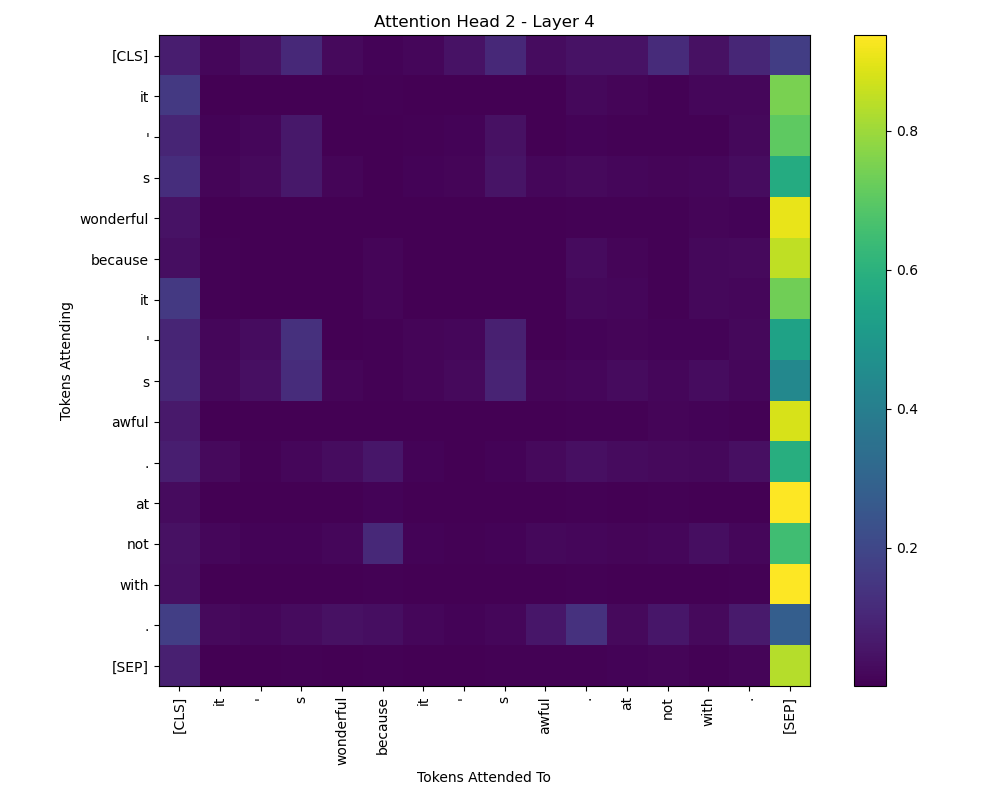 Attention Head 2 - Layer 4
Tokens Attending
[CLS]
it
'
s
wonderful
because
it
'
s
awful
.
at
not
with
.
[SEP]
[CLS]
it
'
s
wonderful
because
it
'
s
awful
.
at
not
with
.
[SEP]
Tokens Attended To
0.8
0.6
0.4
0.2